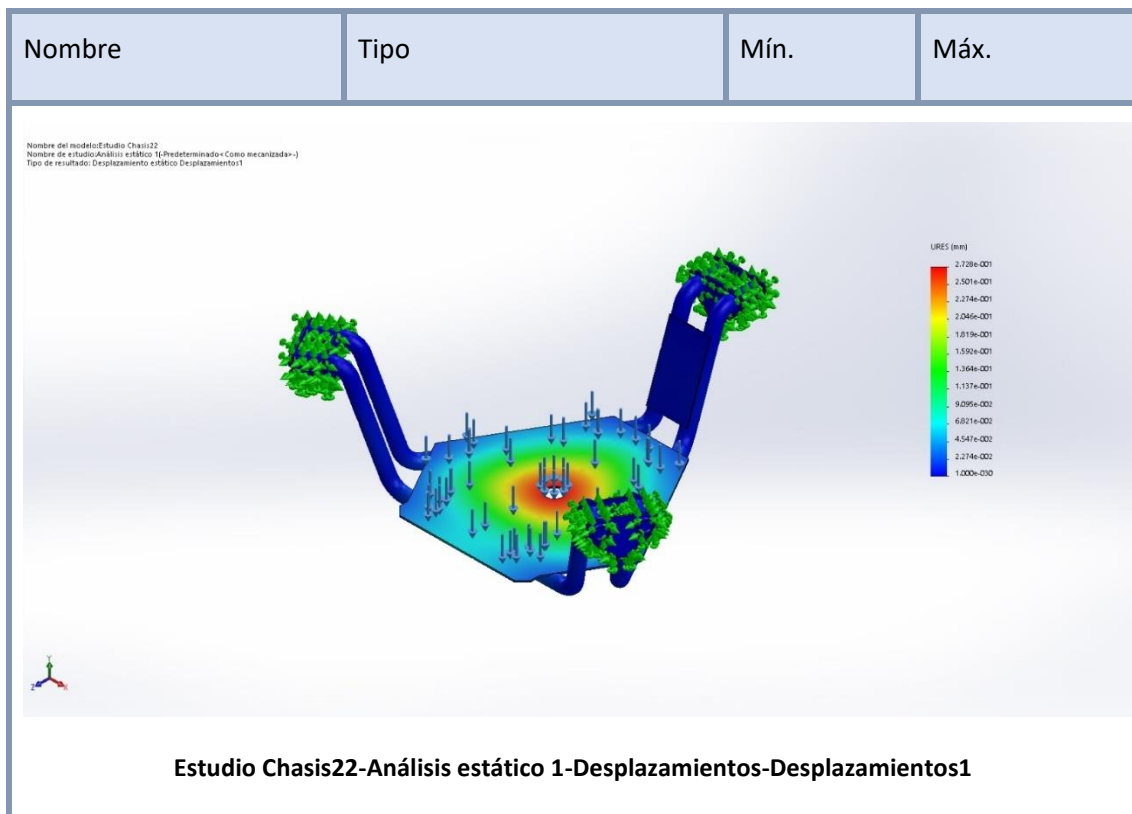 Nombre Tipo Mín. Máx.
Nombre del modelo:Estudio Chasis22
Nombre de estudio:Análisis estático 1(-Predeterminado<Como mecanizada>-)
Tipo de resultado: Desplazamiento estático Desplazamientos1
URES (mm)
2.728e-001
2.501e-001
2.274e-001
2.046e-001
1.819e-001
1.592e-001
1.364e-001
1.137e-001
9.095e-002
6.821e-002
4.547e-002
2.274e-002
1.000e-030
Y
Z X
Estudio Chasis22-Análisis estático 1-Desplazamientos-Desplazamientos1